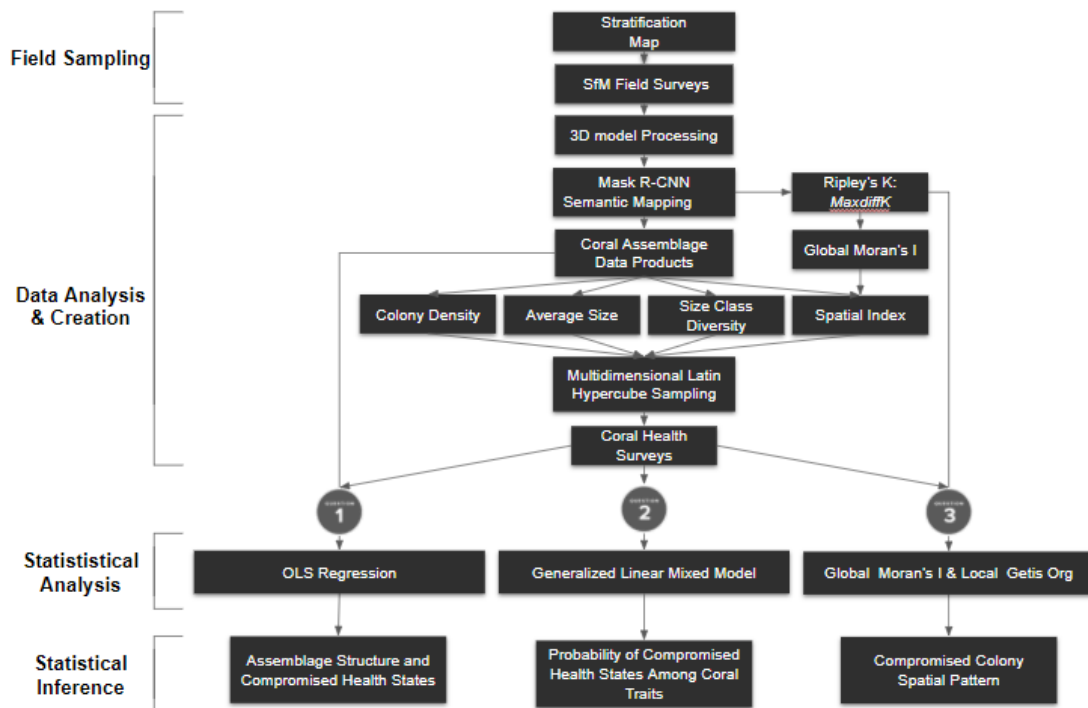 Stratification
Map
Field Sampling
SfM Field Surveys
3D model Processing
Mask R-CNN
Semantic Mapping
Ripley's K:
MaxdiffK
Coral Assemblage
Data Products
Global Moran's I
Data Analysis
& Creation
Colony Density
Average Size
Size Class
Diversity
Spatial Index
Multidimensional Latin
Hypercube Sampling
Coral Health
Surveys
QUESTION
1
QUESTION
2
QUESTION
3
Statististical
Analysis
OLS Regression
Generalized Linear Mixed Model
Global Moran's I & Local Getis Org
Statistical
Inference
Assemblage Structure and
Compromised Health States
Probability of Compromised
Health States Among Coral
Traits
Compromised Colony
Spatial Pattern